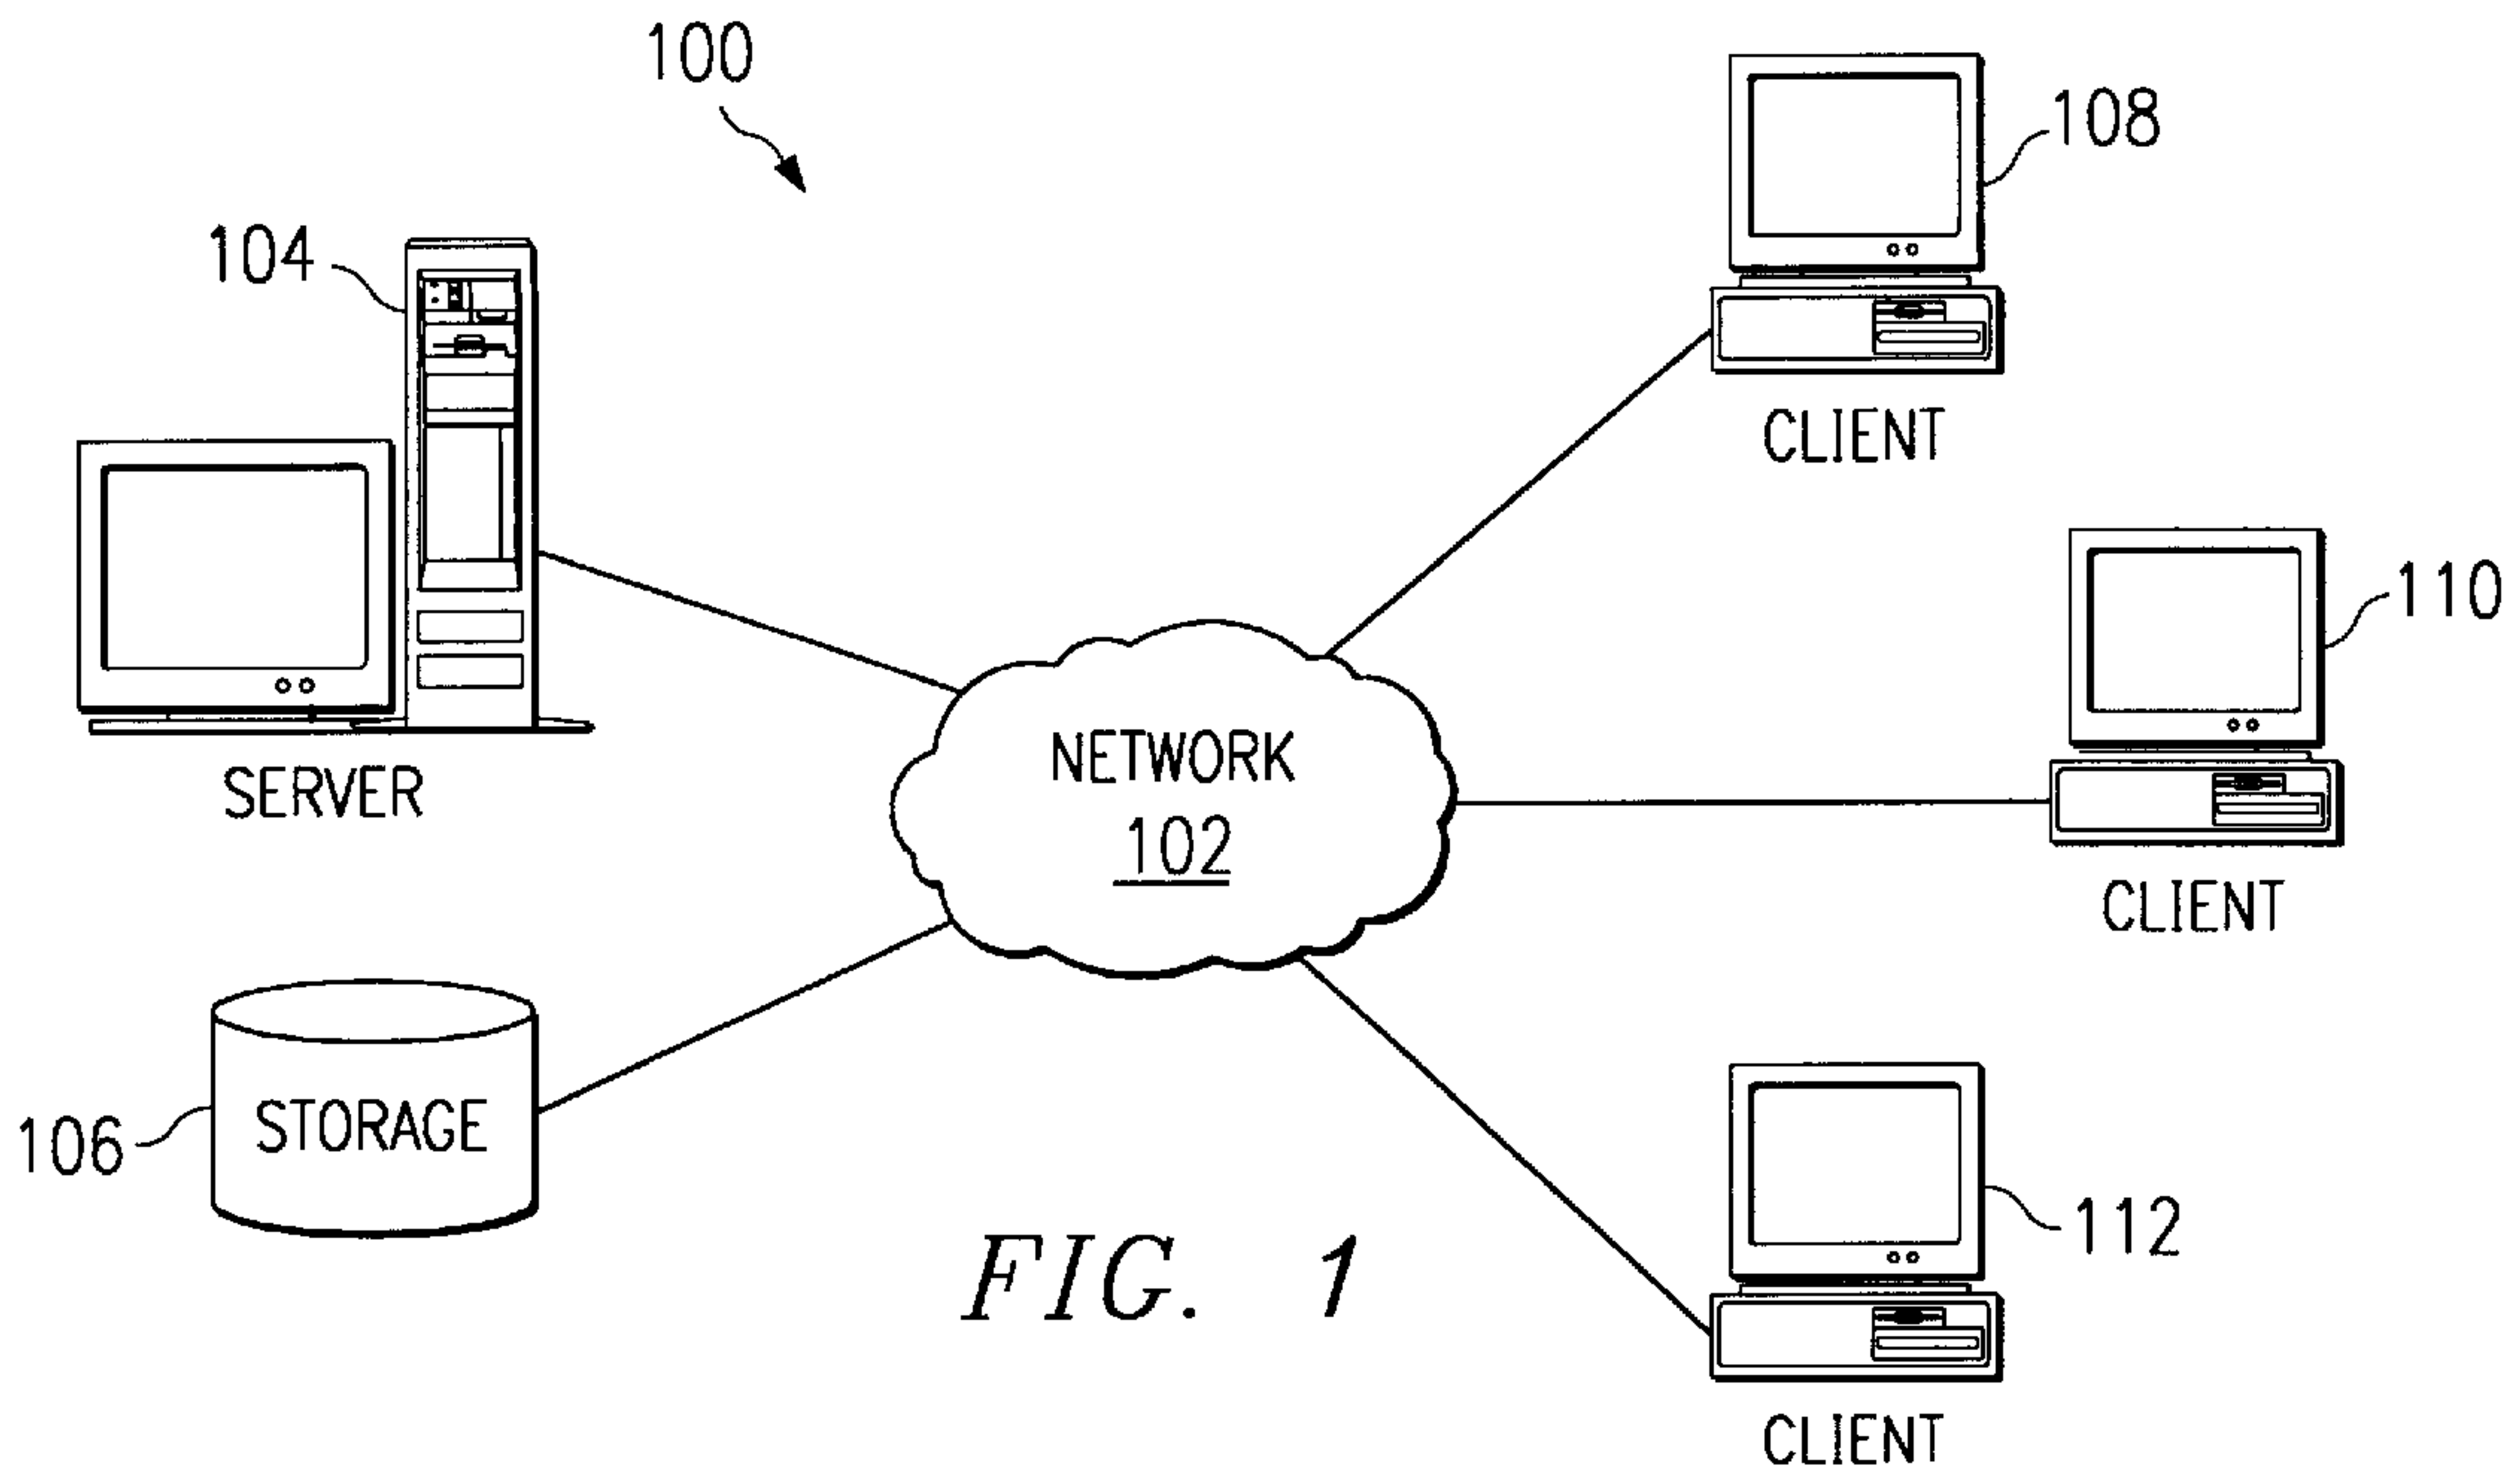 100
108
104
CLIENT
110
NETWORK
102
SERVER
CLIENT
STORAGE
106
112
FIG. 1
CLIENT